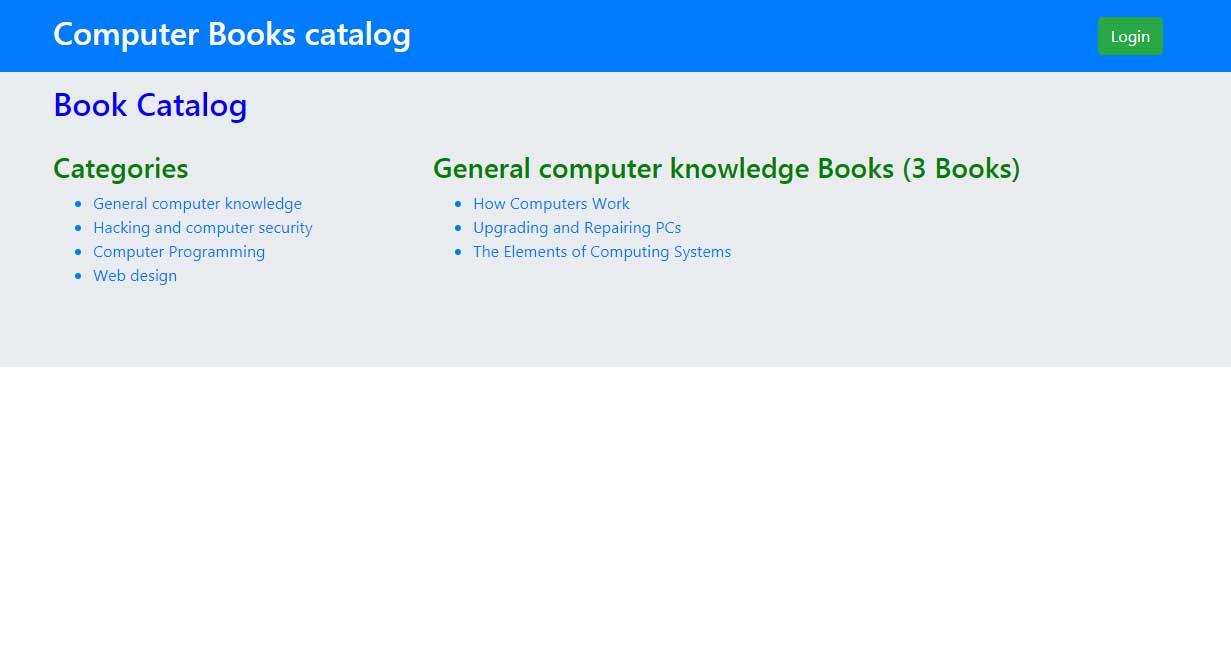 Computer Books catalog
Login
Book Catalog
Categories
General computer knowledge
Hacking and computer security
Computer Programming
Web design
General computer knowledge Books (3 Books)
How Computers Work
Upgrading and Repairing PCs
The Elements of Computing Systems